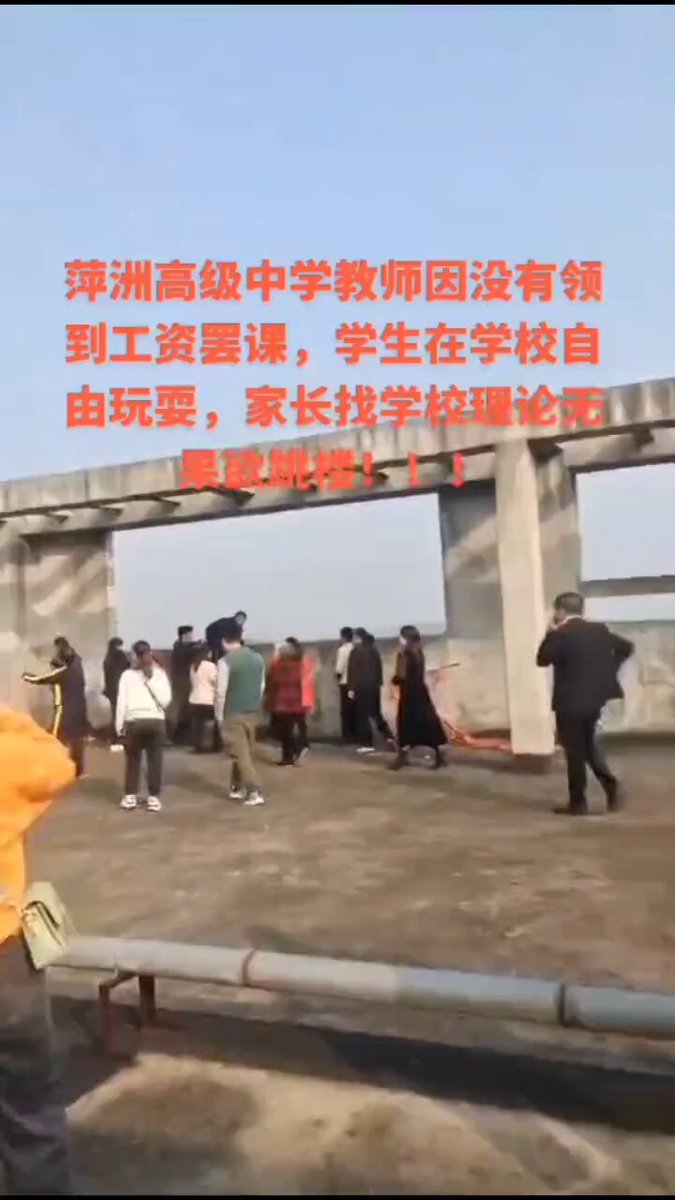 萍洲高级中学教师因没有领
到工资罢课，学生在学校自
由玩耍，家长找学校理论无
果欲跳楼！！！